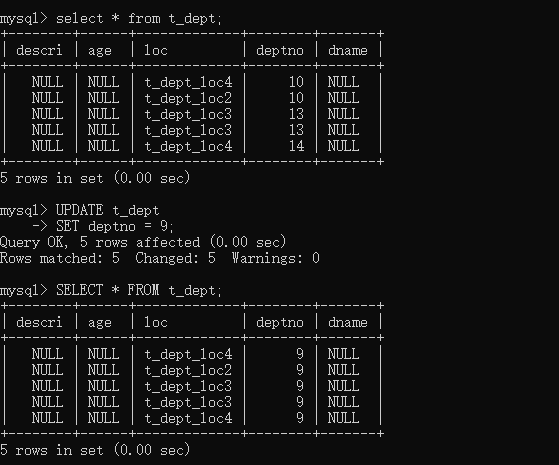 mysql> select * from t_dept;
+--------+------+-------------+--------+-------+
| descri | age  | loc         | deptno | dname |
+--------+------+-------------+--------+-------+
|   NULL | NULL | t_dept_loc4 |     10 | NULL  |
|   NULL | NULL | t_dept_loc2 |     10 | NULL  |
|   NULL | NULL | t_dept_loc3 |     13 | NULL  |
|   NULL | NULL | t_dept_loc3 |     13 | NULL  |
|   NULL | NULL | t_dept_loc4 |     14 | NULL  |
+--------+------+-------------+--------+-------+
5 rows in set (0.00 sec)
mysql> UPDATE t_dept
    -> SET deptno = 9;
Query OK, 5 rows affected (0.00 sec)
Rows matched: 5  Changed: 5  Warnings: 0
mysql> SELECT * FROM t_dept;
+--------+------+-------------+--------+-------+
| descri | age  | loc         | deptno | dname |
+--------+------+-------------+--------+-------+
|   NULL | NULL | t_dept_loc4 |      9 | NULL  |
|   NULL | NULL | t_dept_loc2 |      9 | NULL  |
|   NULL | NULL | t_dept_loc3 |      9 | NULL  |
|   NULL | NULL | t_dept_loc3 |      9 | NULL  |
|   NULL | NULL | t_dept_loc4 |      9 | NULL  |
+--------+------+-------------+--------+-------+
5 rows in set (0.00 sec)